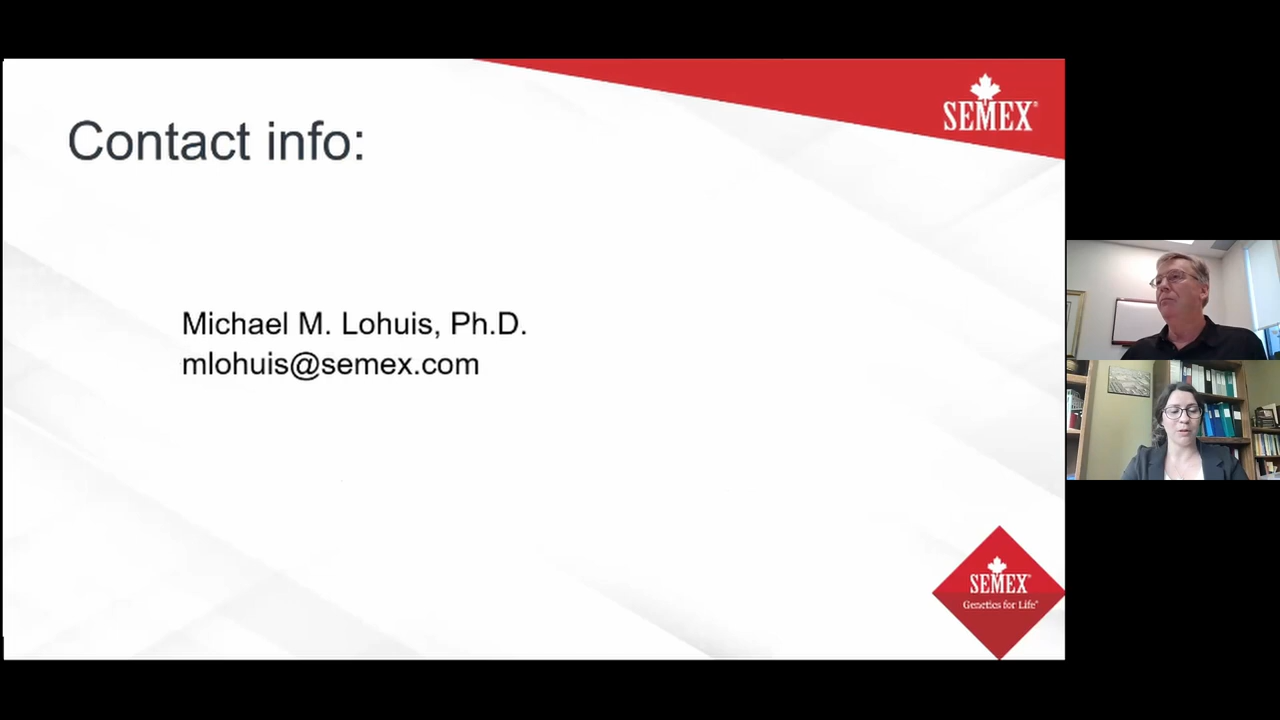 SEMEX®
Contact info:
Michael M. Lohuis, Ph.D.
mlohuis@semex.com
SEMEX®
Genetics for Life®